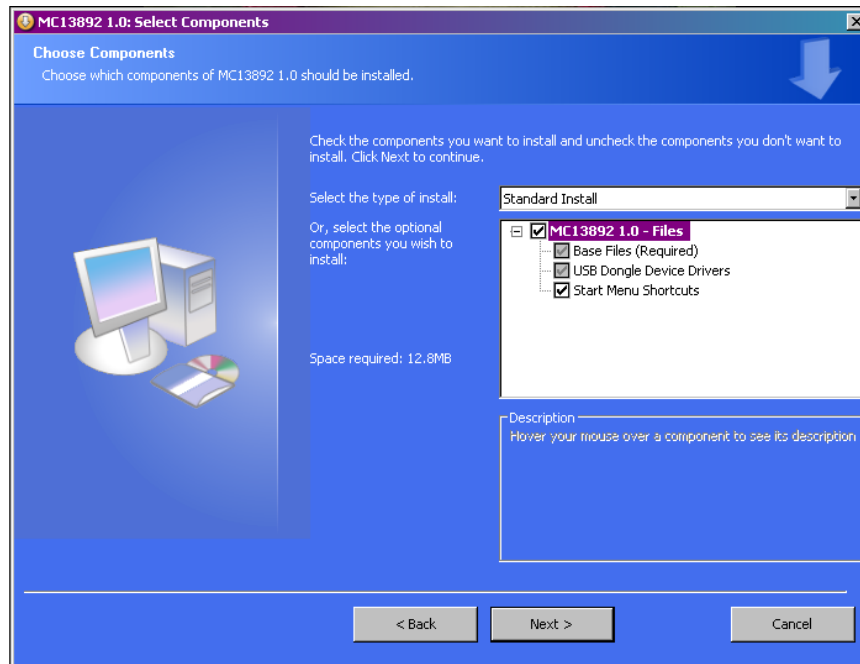 MC13892 1.0: Select Components
Choose Components
Choose which components of MC13892 1.0 should be installed.
Check the components you want to install and uncheck the components you don't want to
install. Click Next to continue.
Select the type of install:
Standard Install
Or, select the optional
components you wish to
install:
MC13892 1.0 - Files
Base Files (Required)
USB Dongle Device Drivers
Start Menu Shortcuts
Space required: 12.8MB
Description
Hover your mouse over a component to see its description
< Back
Next >
Cancel